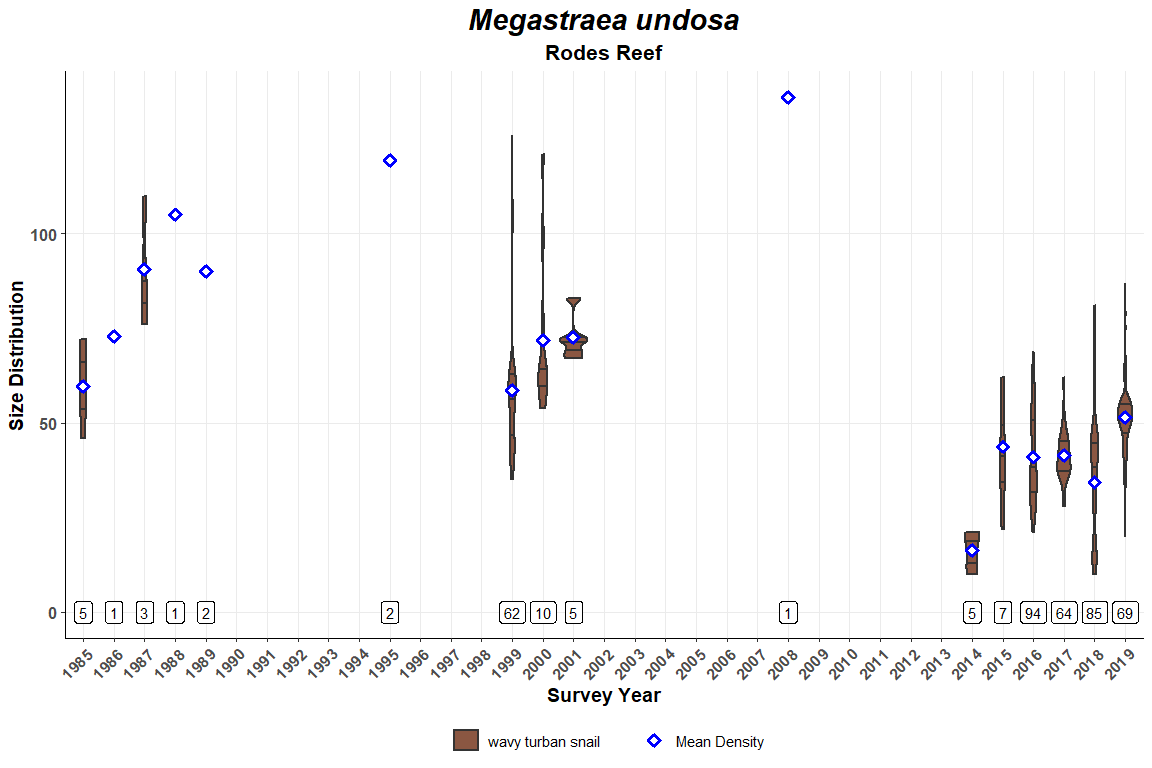 Megastraea undosa
Rodes Reef
Size Distribution
100
50
0
5 1 3 1 2 2 62 10 5 1 5 7 94 64 85 69
1985 1986 1987 1988 1989 1990 1991 1992 1993 1994 1995 1996 1997 1998 1999 2000 2001 2002 2003 2004 2005 2006 2007 2008 2009 2010 2011 2012 2013 2014 2015 2016 2017 2018 2019
Survey Year
wavy turban snail Mean Density